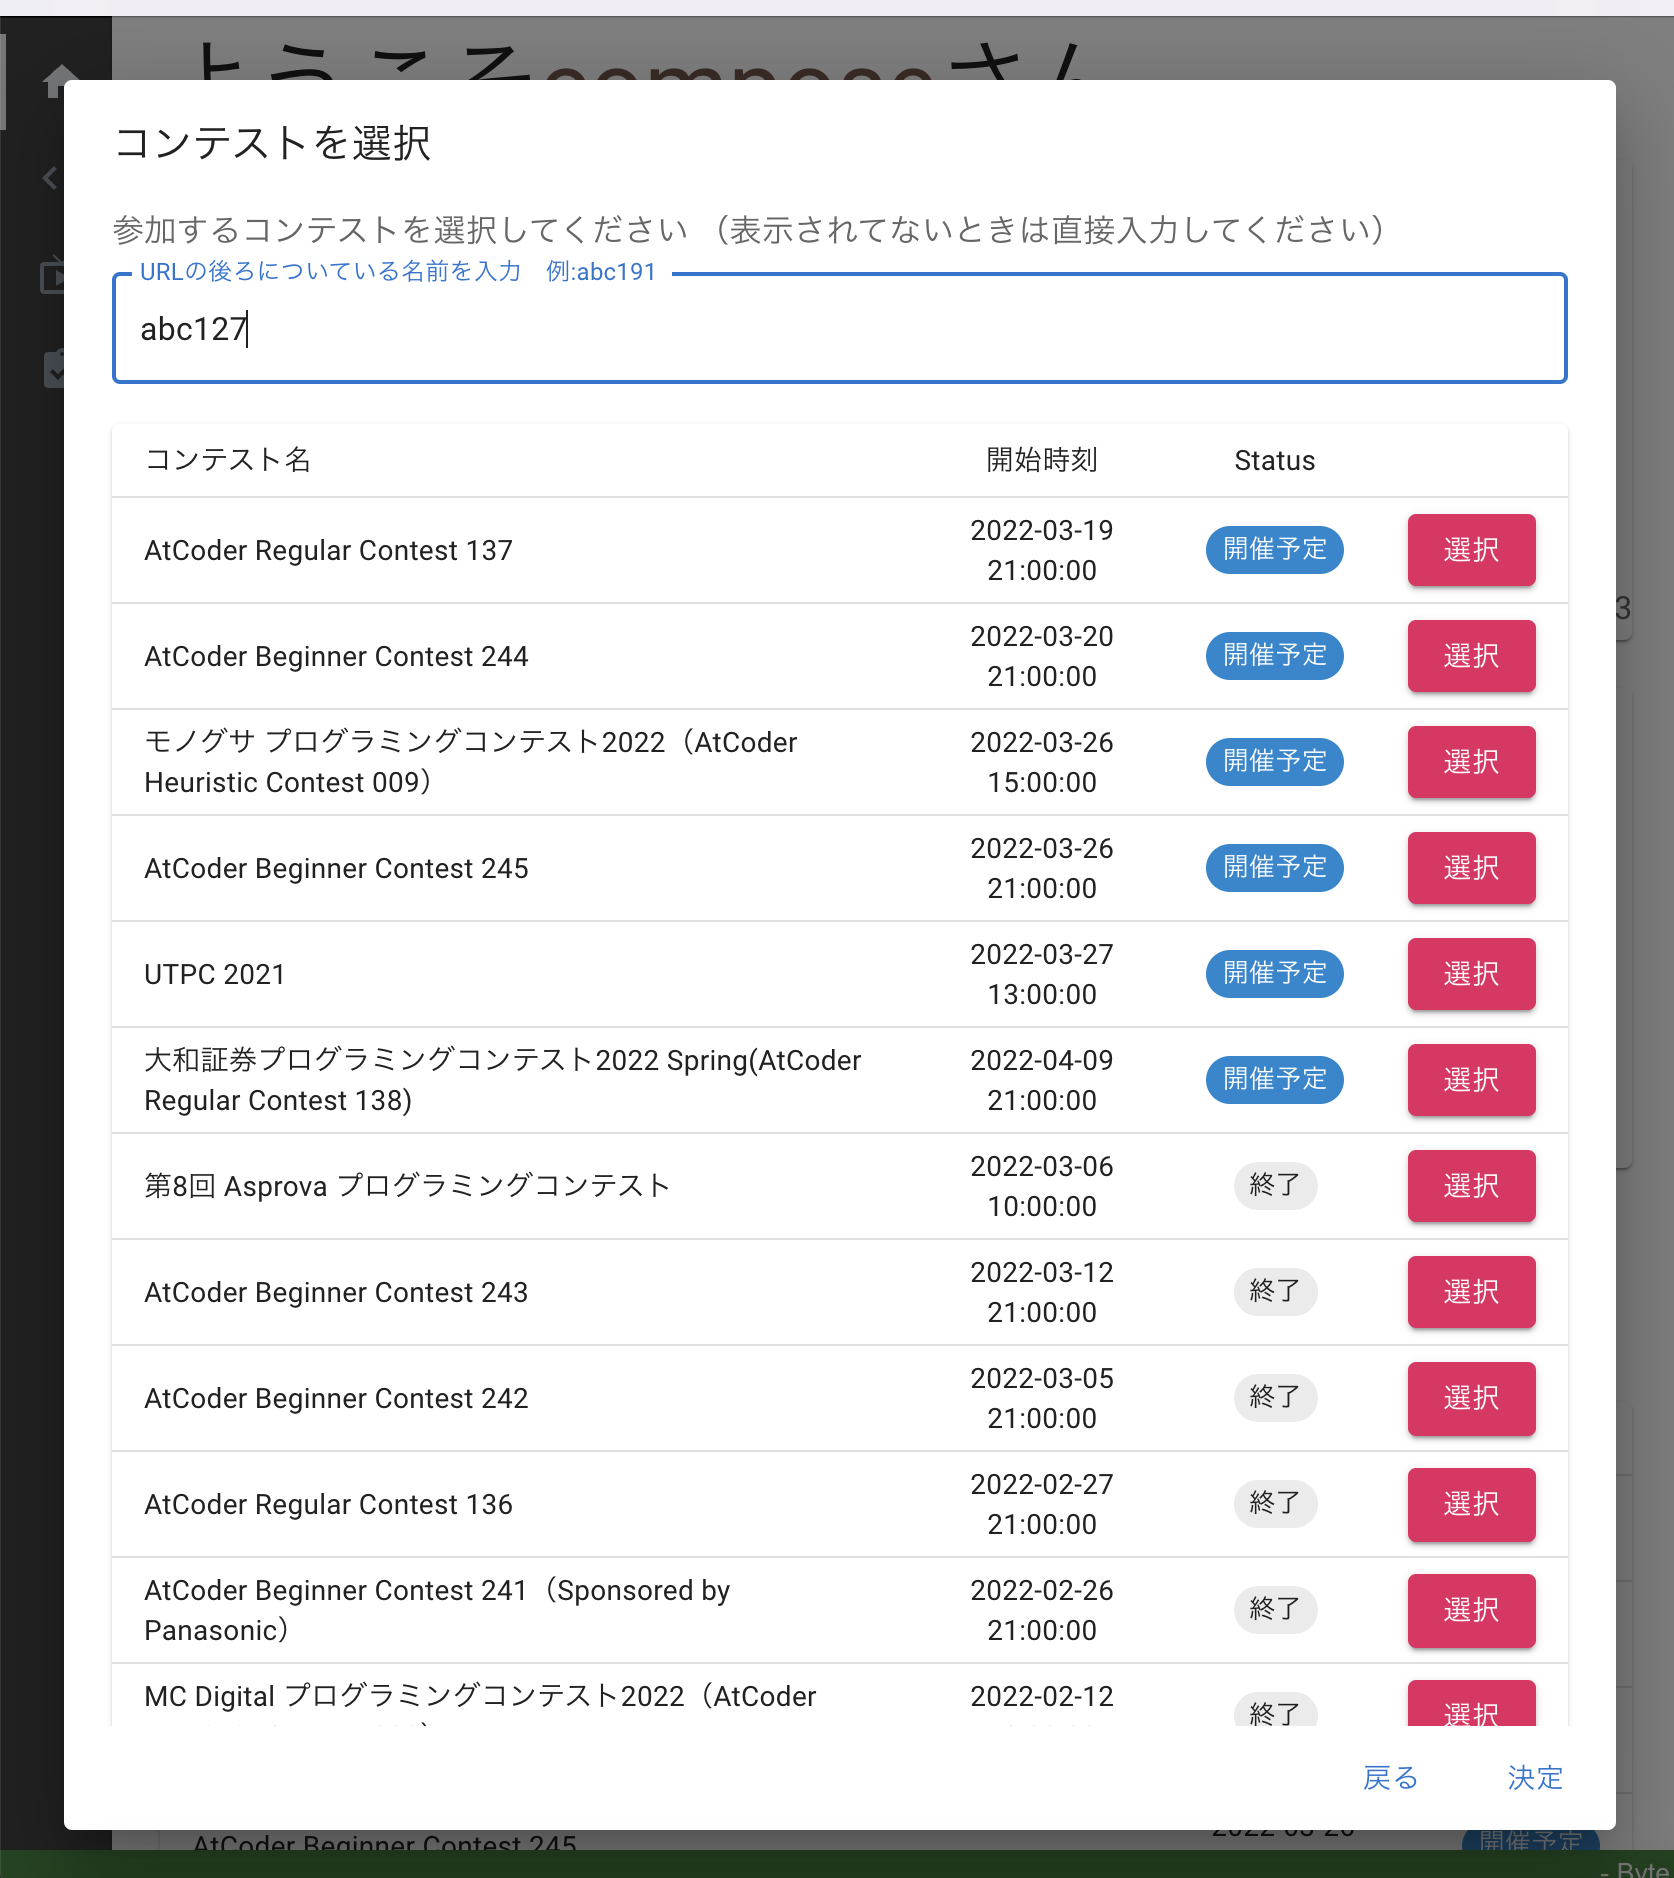 ようこそcomposeさん
コンテストを選択
参加するコンテストを選択してください （表示されてないときは直接入力してください）
URLの後ろについている名前を入力　例:abc191
abc127
コンテスト名 開始時刻 Status
AtCoder Regular Contest 137 2022-03-19 21:00:00 開催予定 選択
AtCoder Beginner Contest 244 2022-03-20 21:00:00 開催予定 選択
モノグサ プログラミングコンテスト2022（AtCoder
Heuristic Contest 009） 2022-03-26 15:00:00 開催予定 選択
AtCoder Beginner Contest 245 2022-03-26 21:00:00 開催予定 選択
UTPC 2021 2022-03-27 13:00:00 開催予定 選択
大和証券プログラミングコンテスト2022 Spring(AtCoder
Regular Contest 138) 2022-04-09 21:00:00 開催予定 選択
第8回 Asprova プログラミングコンテスト 2022-03-06 10:00:00 終了 選択
AtCoder Beginner Contest 243 2022-03-12 21:00:00 終了 選択
AtCoder Beginner Contest 242 2022-03-05 21:00:00 終了 選択
AtCoder Regular Contest 136 2022-02-27 21:00:00 終了 選択
AtCoder Beginner Contest 241（Sponsored by
Panasonic） 2022-02-26 21:00:00 終了 選択
MC Digital プログラミングコンテスト2022（AtCoder 2022-02-12 終了 選択
戻る 決定
AtCoder Beginner Contest 245 2022-03-26 開催予定
- Byte
3